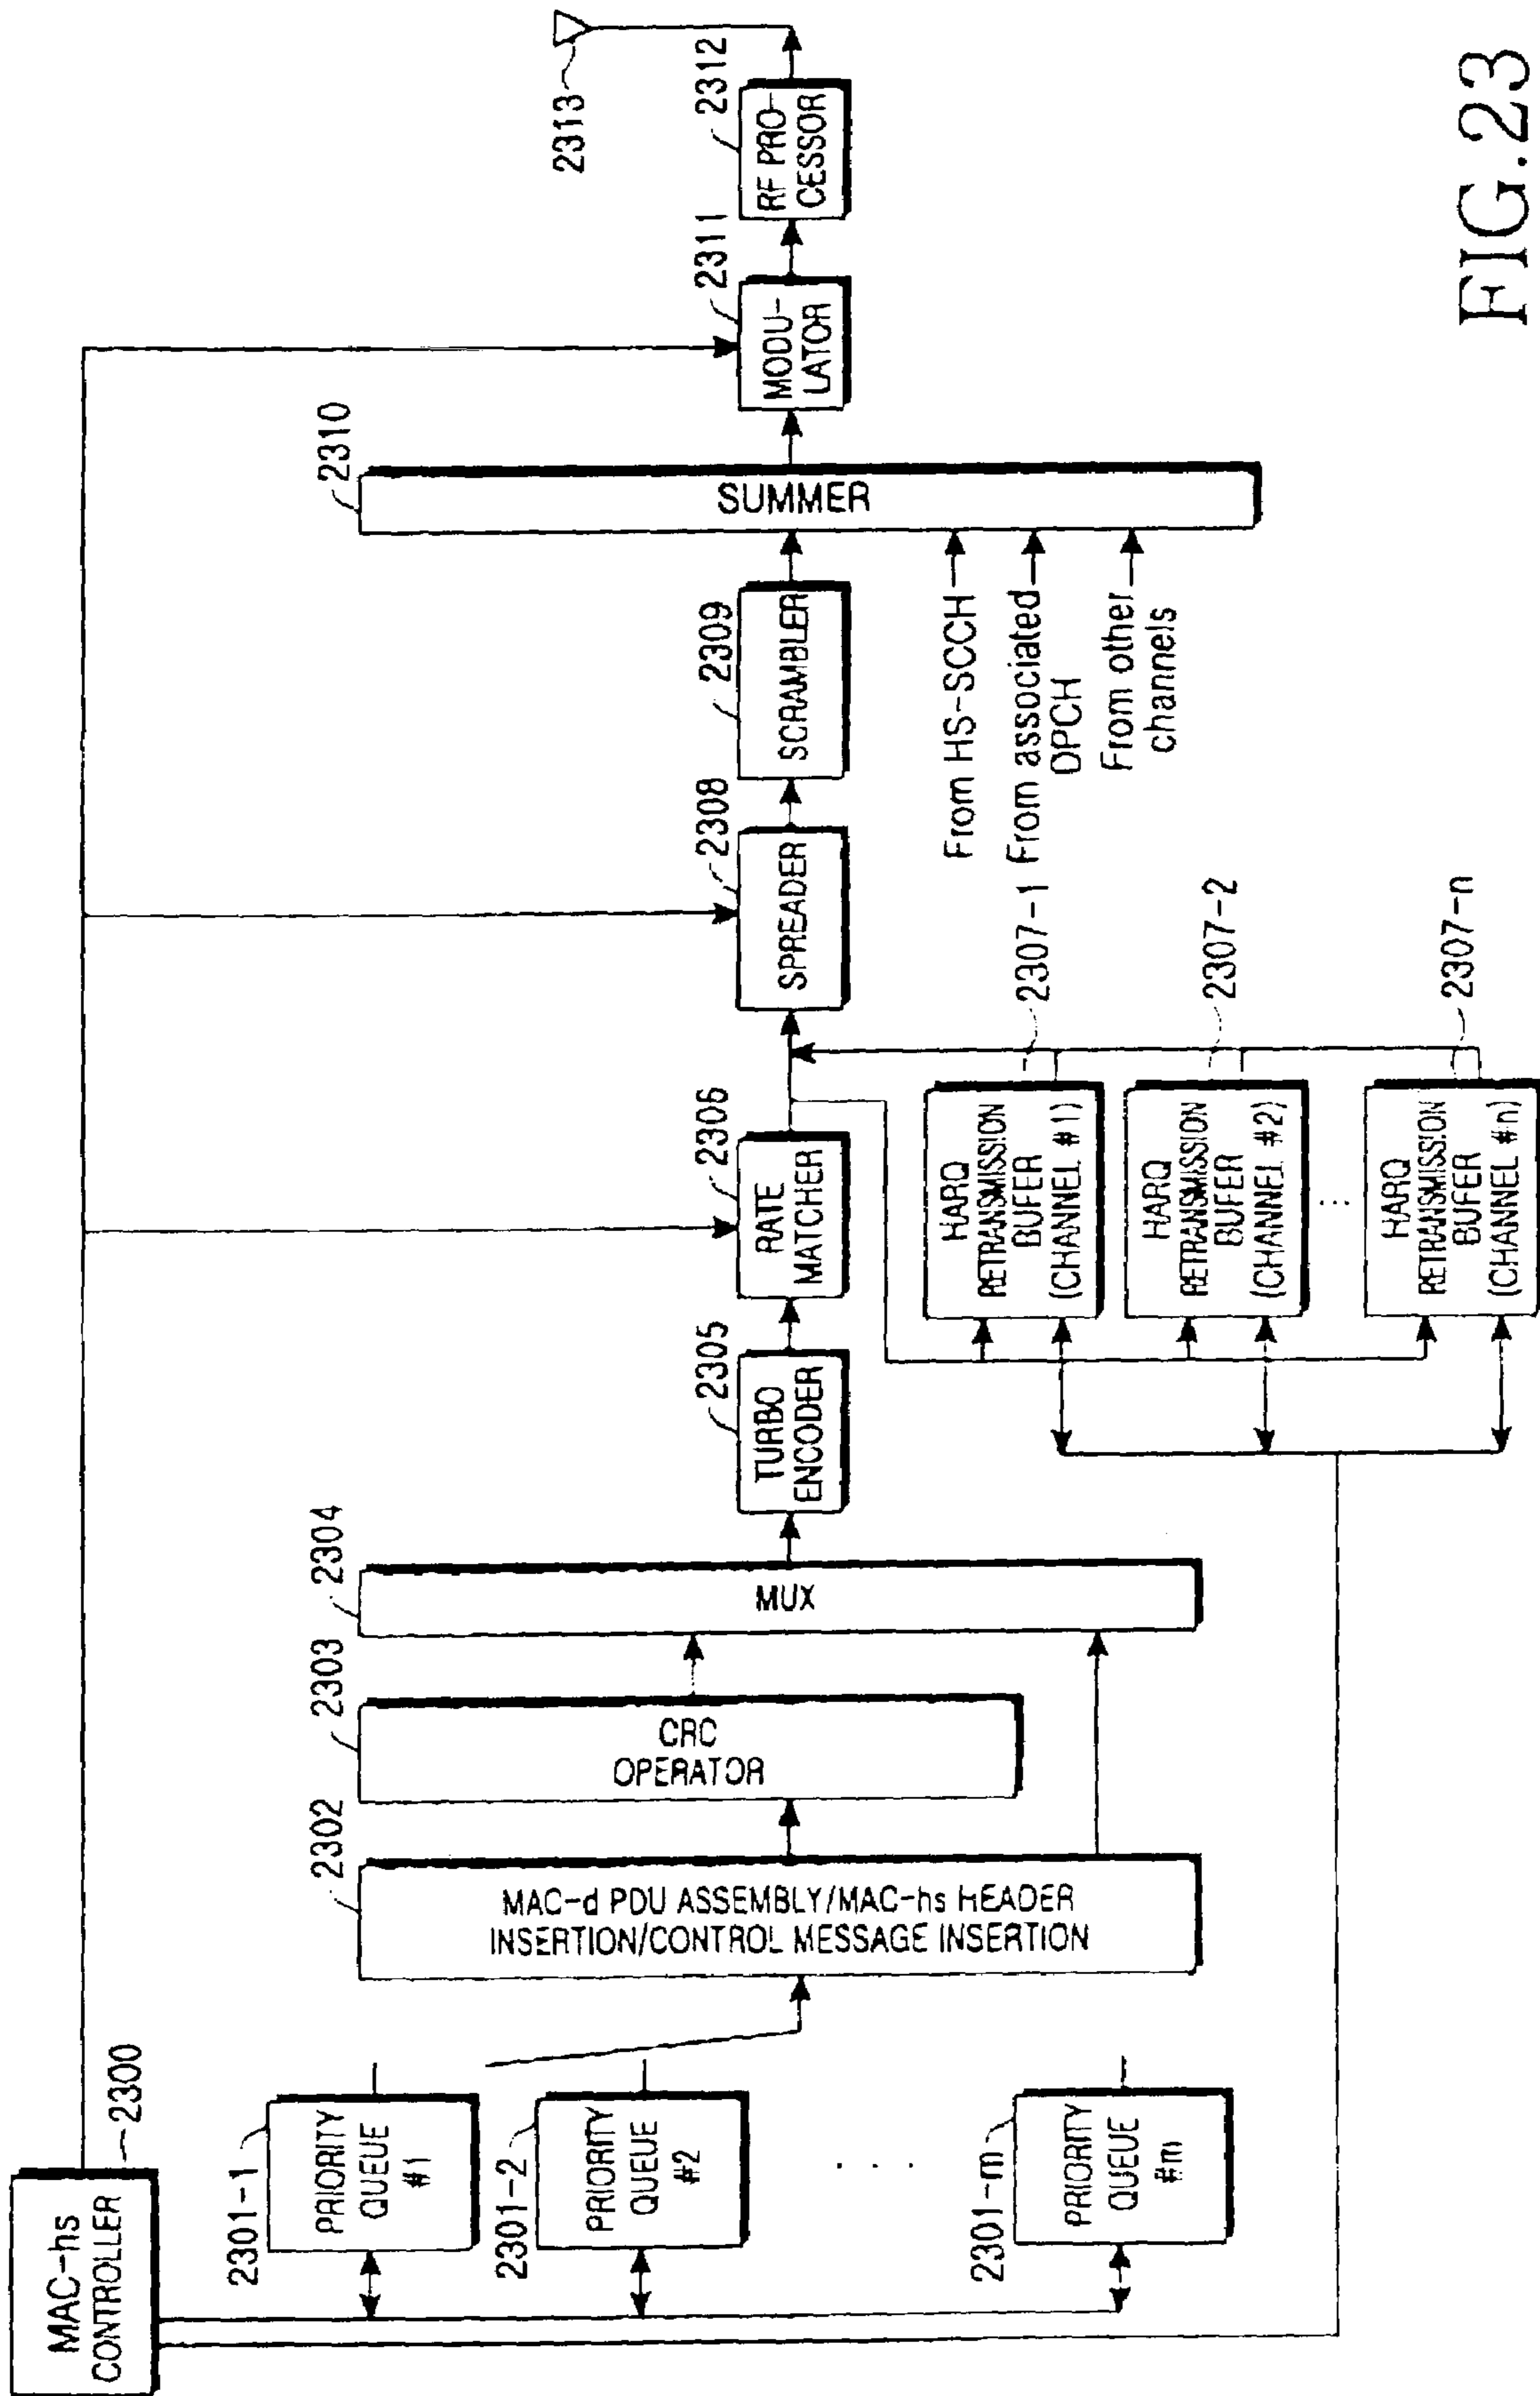 MAC-hs
CONTROLLER
2300
2301-1
PRIORITY
QUEUE
#1
2301-2
PRIORITY
QUEUE
#2
. . . .
2301-m
PRIORITY
QUEUE
#m
2302
MAC-d PDU ASSEMBLY/MAC-hs HEADER
INSERTION/CONTROL MESSAGE INSERTION
2303
CRC
OPERATOR
2304
MUX
2305
TURBO
ENCODER
2306
RATE
MATCHER
HARQ
RETRANSMISSION
BUFER
(CHANNEL #1)
2307-1
HARQ
RETRANSMISSION
BUFER
(CHANNEL #2)
2307-2
...
HARQ
RETRANSMISSION
BUFER
(CHANNEL #n)
2307-n
2308
SPREADER
2309
SCRAMBLER
From HS-SCCH
From associated
DPCH
From other
channels
2310
SUMMER
2311
MODU-
LATOR
2312
RF PRO-
CESSOR
2313
FIG.23